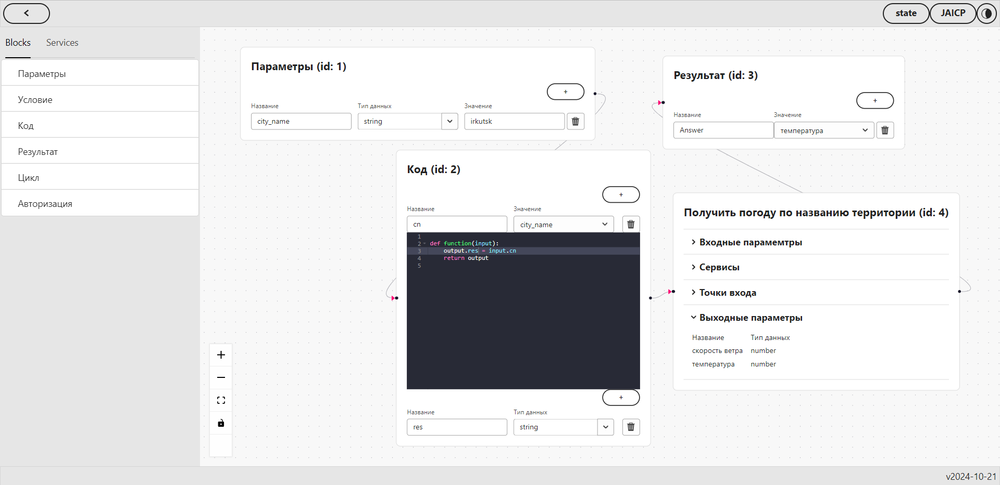 state
JAICP
Blocks
Services
Параметры
Условие
Код
Результат
Цикл
Авторизация
Параметры (id: 1)
+
Название
Тип данных
Значение
city_name
string
irkutsk
Код (id: 2)
+
Название
Значение
cn
city_name
1
2 def function(input):
3 output.res = input.cn
4 return output
5
+
Название
Тип данных
res
string
Результат (id: 3)
+
Название
Значение
Answer
температура
Получить погоду по названию территории (id: 4)
Входные парамемтры
Сервисы
Точки входа
Выходные параметры
Название Тип данных
скорость ветра number
температура number
v2024-10-21